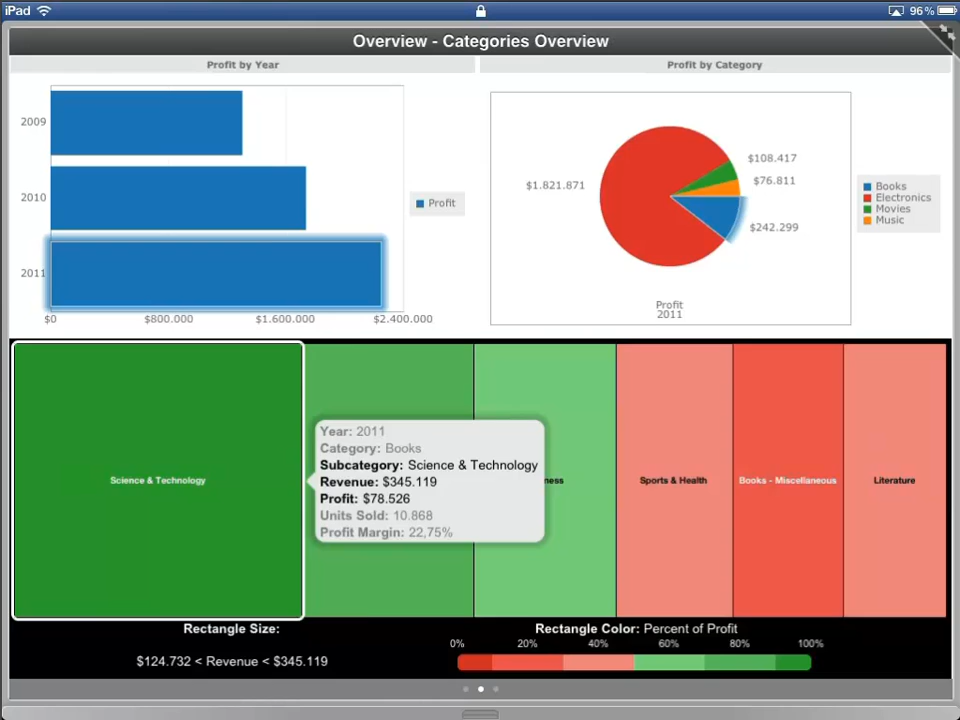 iPad
96%
Overview - Categories Overview
Profit by Year
Profit by Category
2009
2010
2011
$0
$800.000
$1.600.000
$2.400.000
Profit
$1.821.871
$108.417
$76.811
$242.299
Profit
2011
Books
Electronics
Movies
Music
Science & Technology
Year: 2011
Category: Books
Subcategory: Science & Technology
Revenue: $345.119
Profit: $78.526
Units Sold: 10.868
Profit Margin: 22,75%
ness
Sports & Health
Books - Miscellaneous
Literature
Rectangle Size:
$124.732 < Revenue < $345.119
Rectangle Color: Percent of Profit
0%
20%
40%
60%
80%
100%